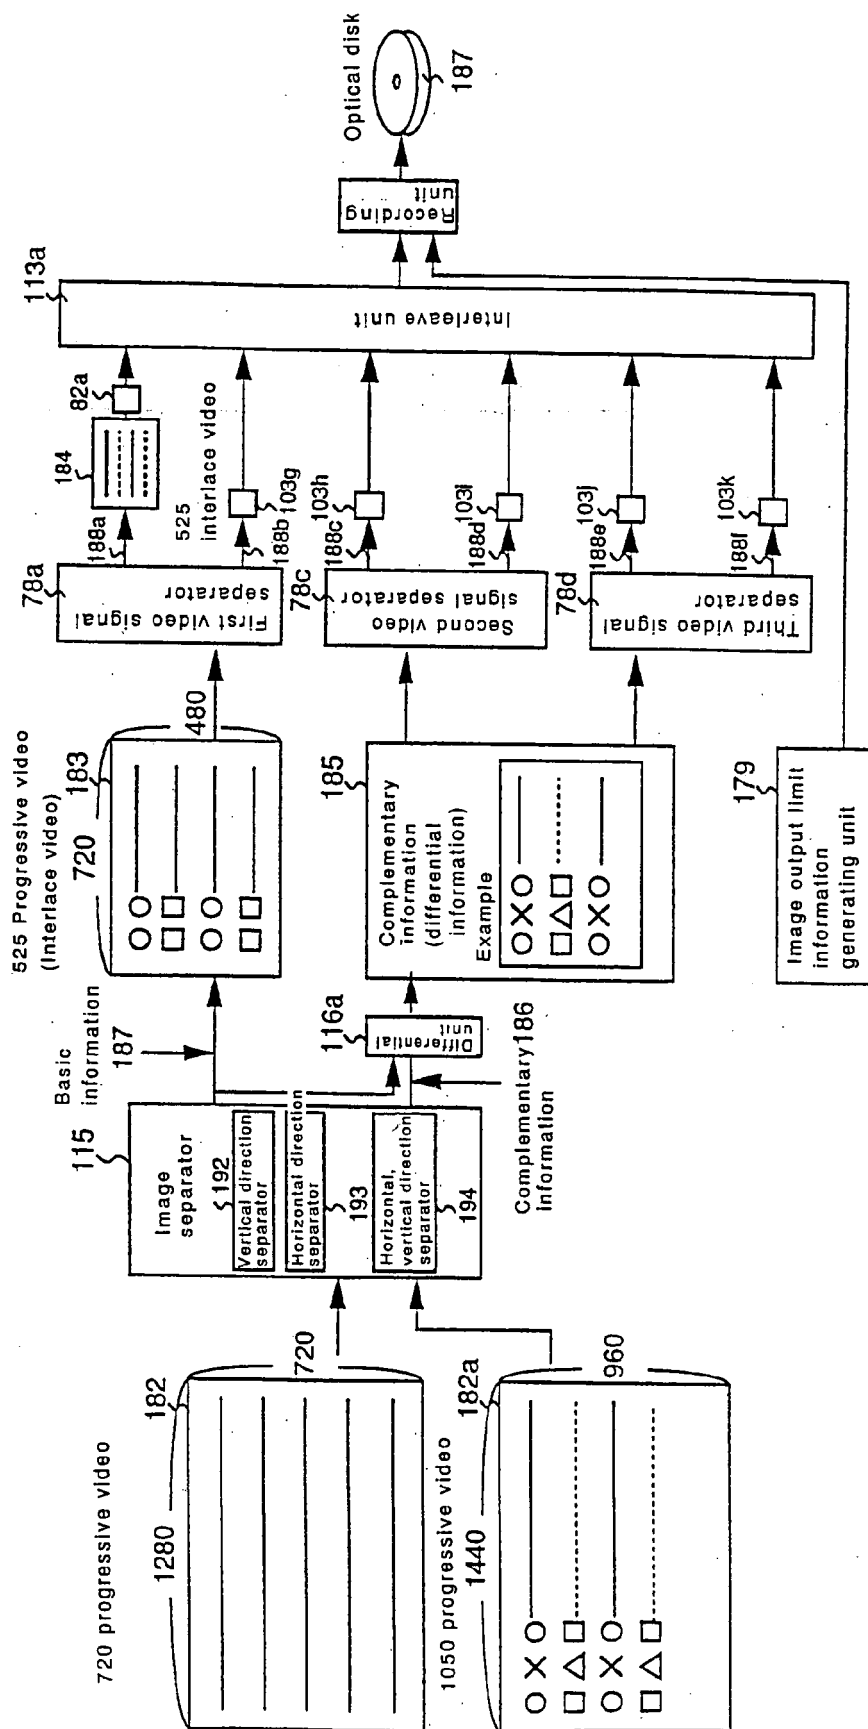 720 progressive video
1280
182
720
1050 progressive video
1440
182a
960
115
Image
separator
192
Vertical direction
separator
Horizontal direction
separator
193
Horizontal,
vertical direction
separator
194
Basic
information
187
Complementary186
information
116a
Differential
unit
525 Progressive video
(Interlace video)
720
183
480
185
Complementary
information
(differential
information)
Example
179
Image output limit
information
generating unit
78a
First video signal
separator
78c
Second video
signal separator
78d
Third video signal
separator
188a
184
82a
188b
525
interlace video
103g
188c
103h
188d
103i
188e
103j
188f
103k
113a
Interleave unit
Recording
unit
Optical disk
187